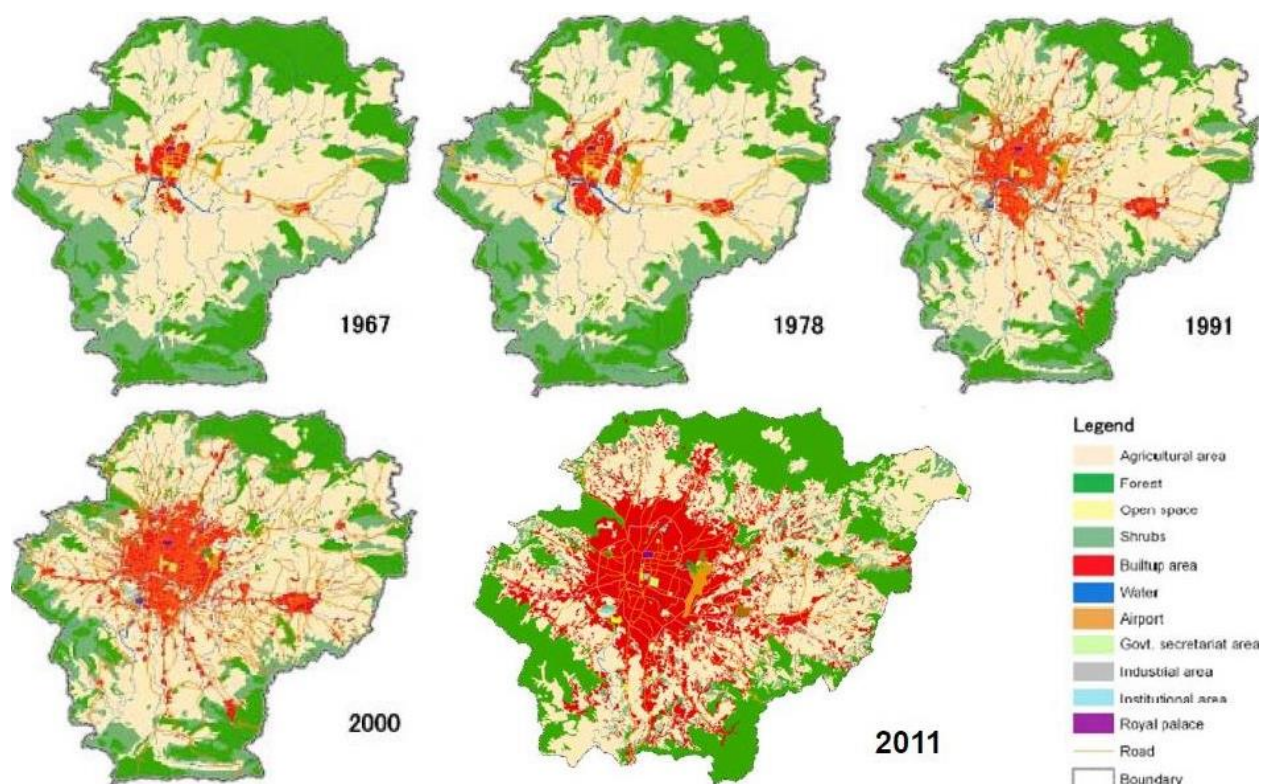 1967
1978
1991
2000
2011
Legend
Agricultural area
Forest
Open space
Shrubs
Builtup area
Water
Airport
Govt. secretariat area
Industrial area
Institutional area
Royal palace
Road
Boundary